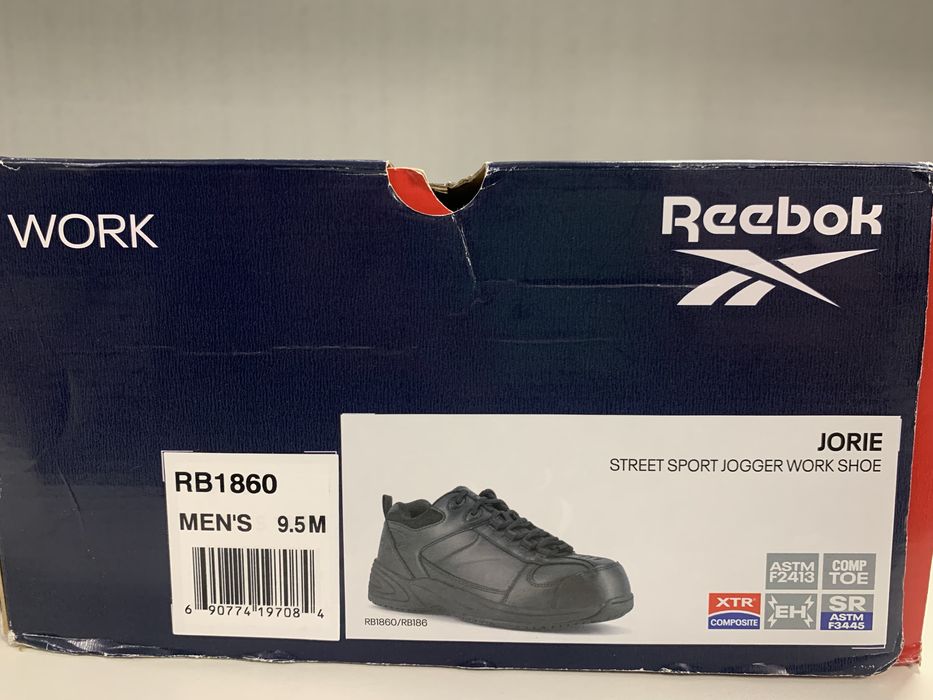 WORK
Reebok
JORIE
STREET SPORT JOGGER WORK SHOE
RB1860
MEN'S 9.5 M
6 90774 19708 4
RB1860/RB186
ASTM
F2413
COMP
TOE
XTR
COMPOSITE
EH
SR
ASTM
F3445